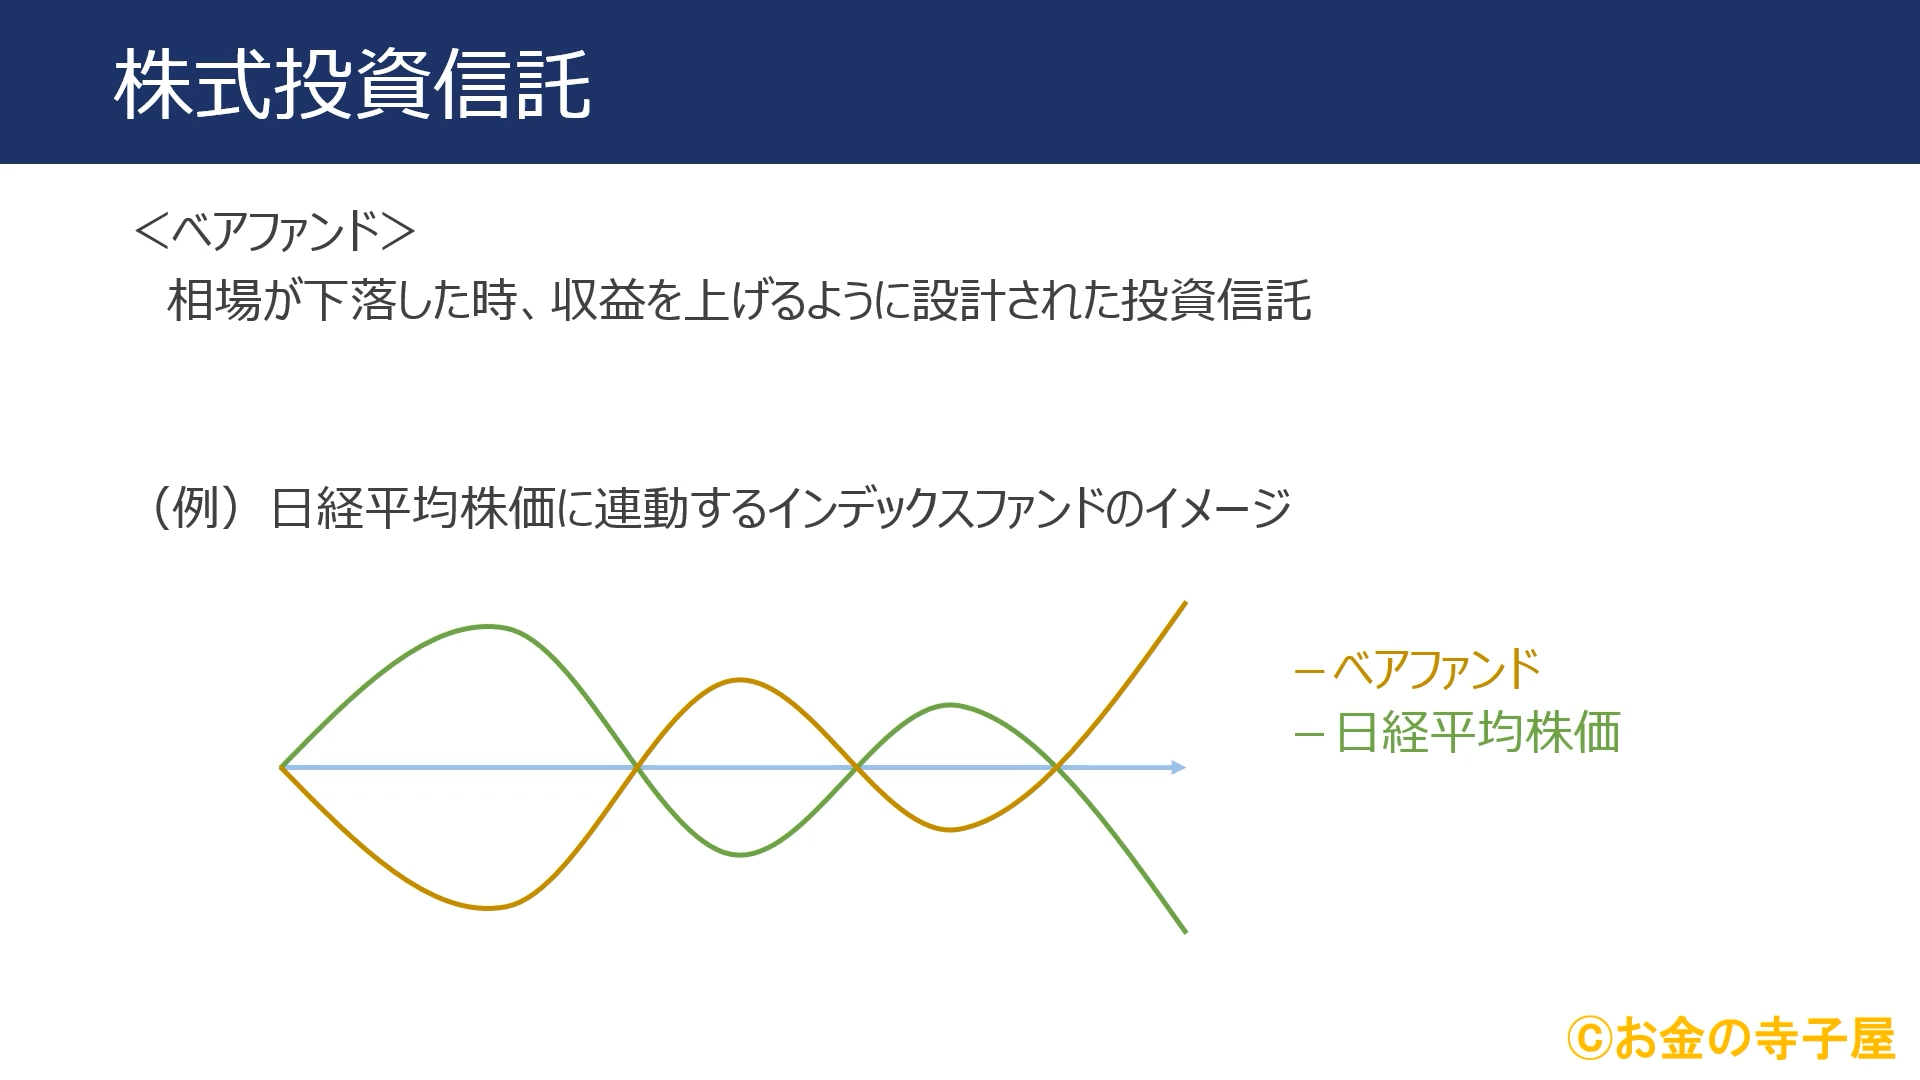 株式投資信託
＜ベアファンド＞
相場が下落した時、収益を上げるように設計された投資信託
（例）日経平均株価に連動するインデックスファンドのイメージ
－ベアファンド
－日経平均株価
©お金の寺子屋